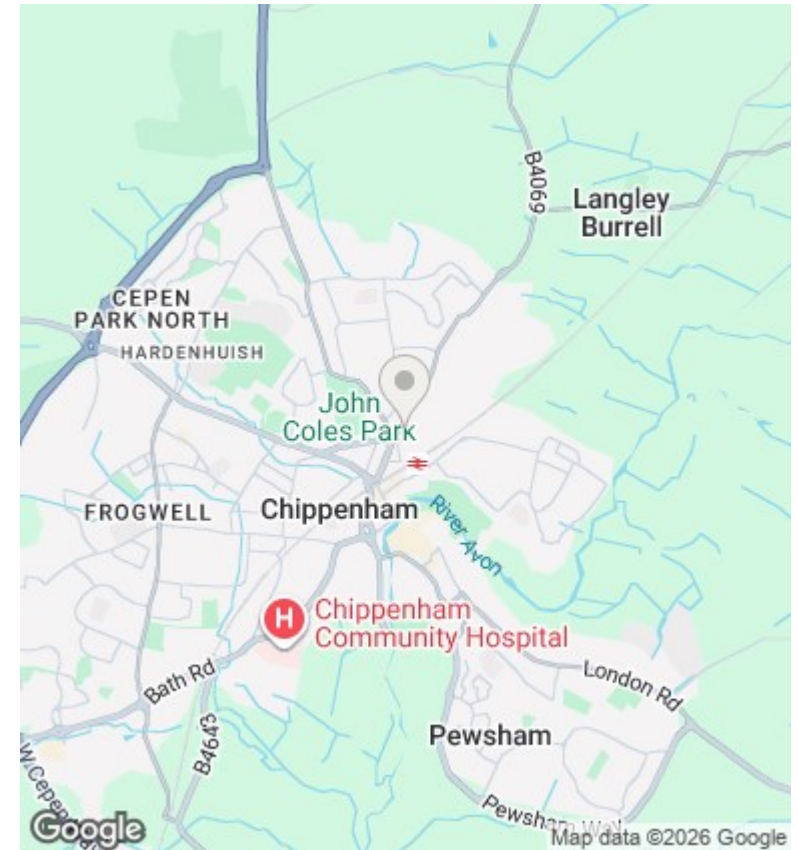 B4069
Langley
Burrell
CEPEN
PARK NORTH
HARDENHUISH
John
Coles Park
FROGWELL
Chippenham
River Avon
H
Chippenham
Community Hospital
Bath Rd
London Rd
B4643
Pewsham
W. Cepen
Pewsham Way
Google
Map data ©2026 Google